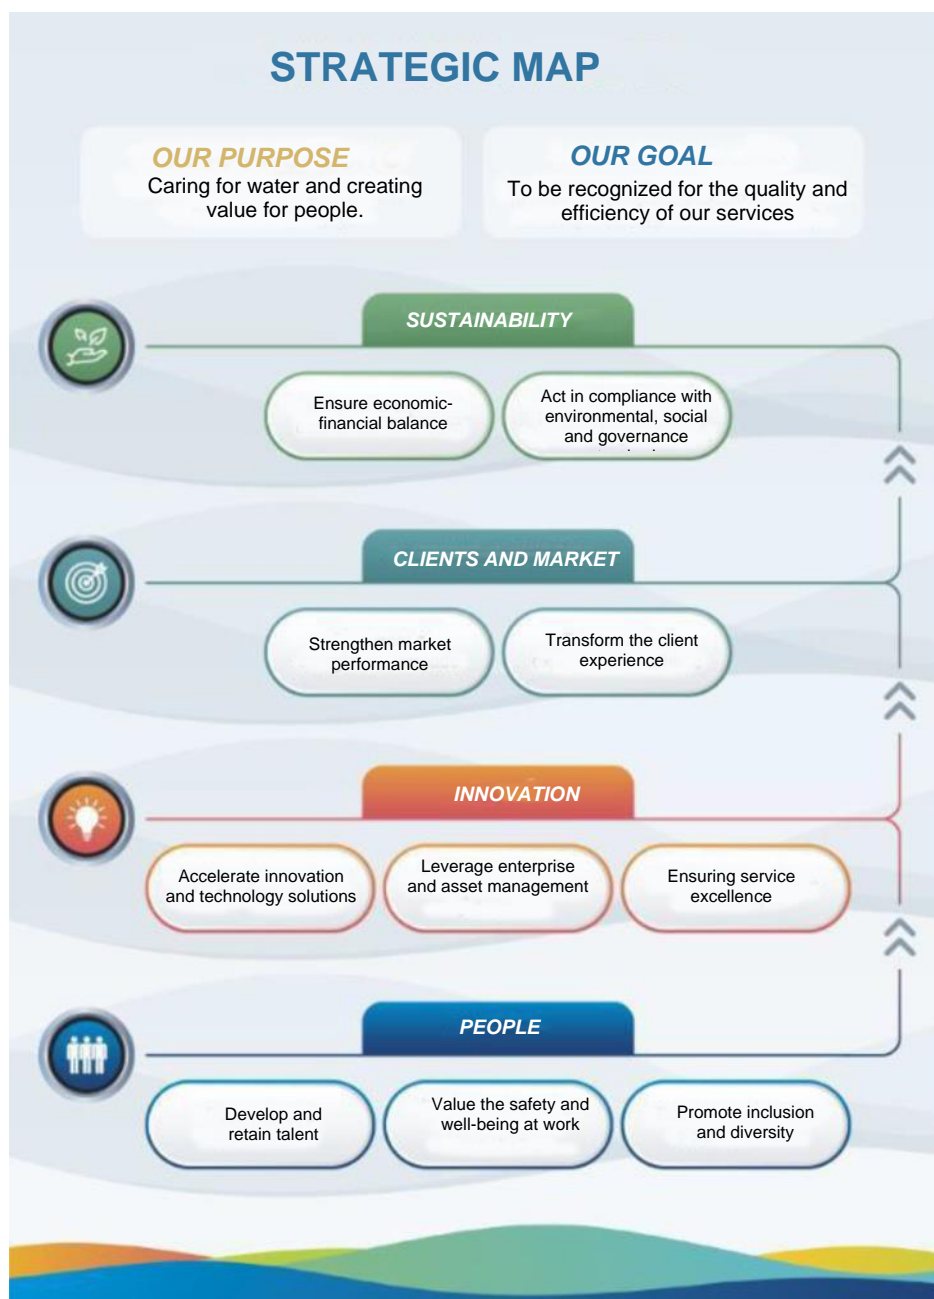 STRATEGIC MAP
OUR PURPOSE
Caring for water and creating
value for people.
OUR GOAL
To be recognized for the quality and
efficiency of our services
SUSTAINABILITY
Ensure economic-
financial balance
Act in compliance with
environmental, social
and governance
CLIENTS AND MARKET
Strengthen market
performance
Transform the client
experience
INNOVATION
Accelerate innovation
and technology solutions
Leverage enterprise
and asset management
Ensuring service
excellence
PEOPLE
Develop and
retain talent
Value the safety and
well-being at work
Promote inclusion
and diversity